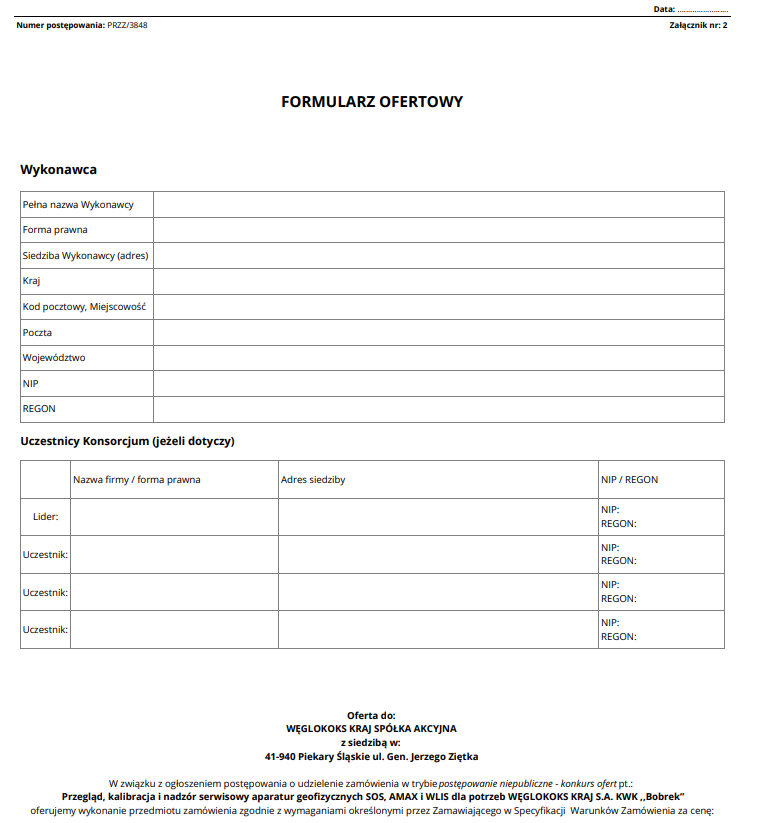 Data: ........................
Numer postępowania: PRZZ/3848 Załącznik nr: 2
FORMULARZ OFERTOWY
Wykonawca
Pełna nazwa Wykonawcy
Forma prawna
Siedziba Wykonawcy (adres)
Kraj
Kod pocztowy, Miejscowość
Poczta
Województwo
NIP
REGON
Uczestnicy Konsorcjum (jeżeli dotyczy)
Nazwa firmy / forma prawna Adres siedziby NIP / REGON
Lider: NIP:
REGON:
Uczestnik: NIP:
REGON:
Uczestnik: NIP:
REGON:
Uczestnik: NIP:
REGON:
Oferta do:
WĘGLOKOKS KRAJ SPÓŁKA AKCYJNA
z siedzibą w:
41-940 Piekary Śląskie ul. Gen. Jerzego Ziętka
W związku z ogłoszeniem postępowania o udzielenie zamówienia w trybie postępowanie niepubliczne - konkurs ofert pt.:
Przegląd, kalibracja i nadzór serwisowy aparatur geofizycznych SOS, AMAX i WLIS dla potrzeb WĘGLOKOKS KRAJ S.A. KWK ,,Bobrek”
oferujemy wykonanie przedmiotu zamówienia zgodnie z wymaganiami określonymi przez Zamawiającego w Specyfikacji Warunków Zamówienia za cenę: